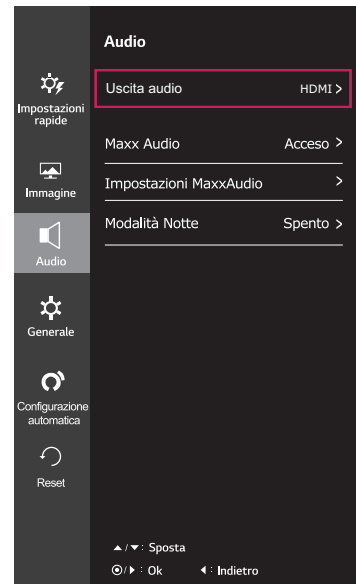 Audio
Impostazioni
rapide
Immagine
Audio
Generale
Configurazione
automatica
Reset
Uscita audio HDMI >
Maxx Audio Acceso >
Impostazioni MaxxAudio >
Modalità Notte Spento >
▲/▼: Sposta
⦿/▶ : Ok ◀ : Indietro